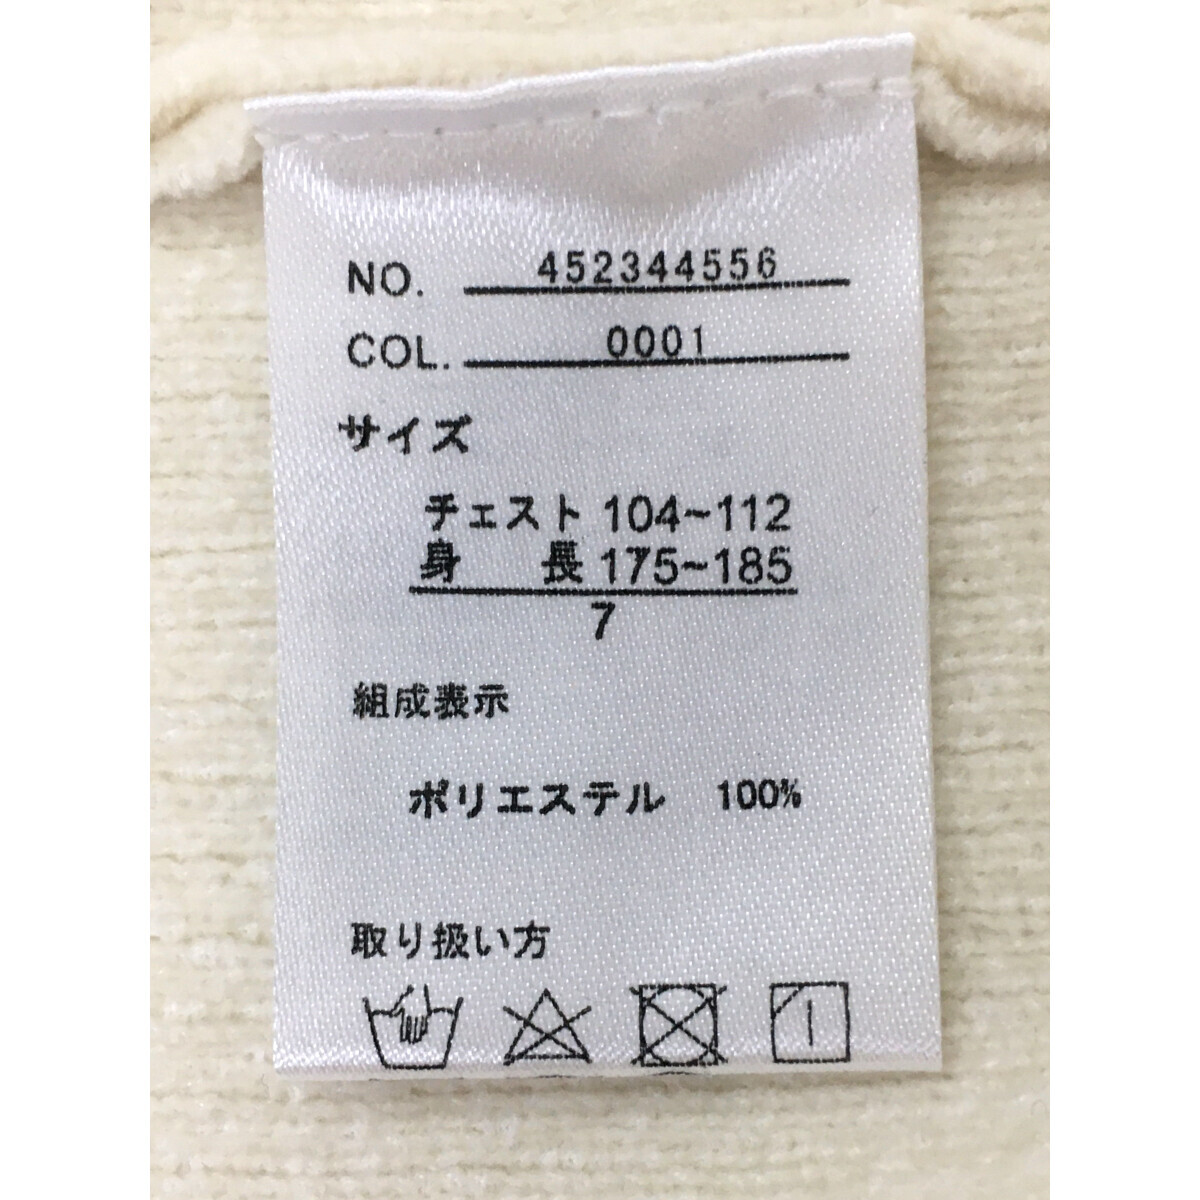 NO. 452344556
COL. 0001
サイズ
チェスト 104~112
身 長 175~185
7
組成表示
ポリエステル 100%
取り扱い方